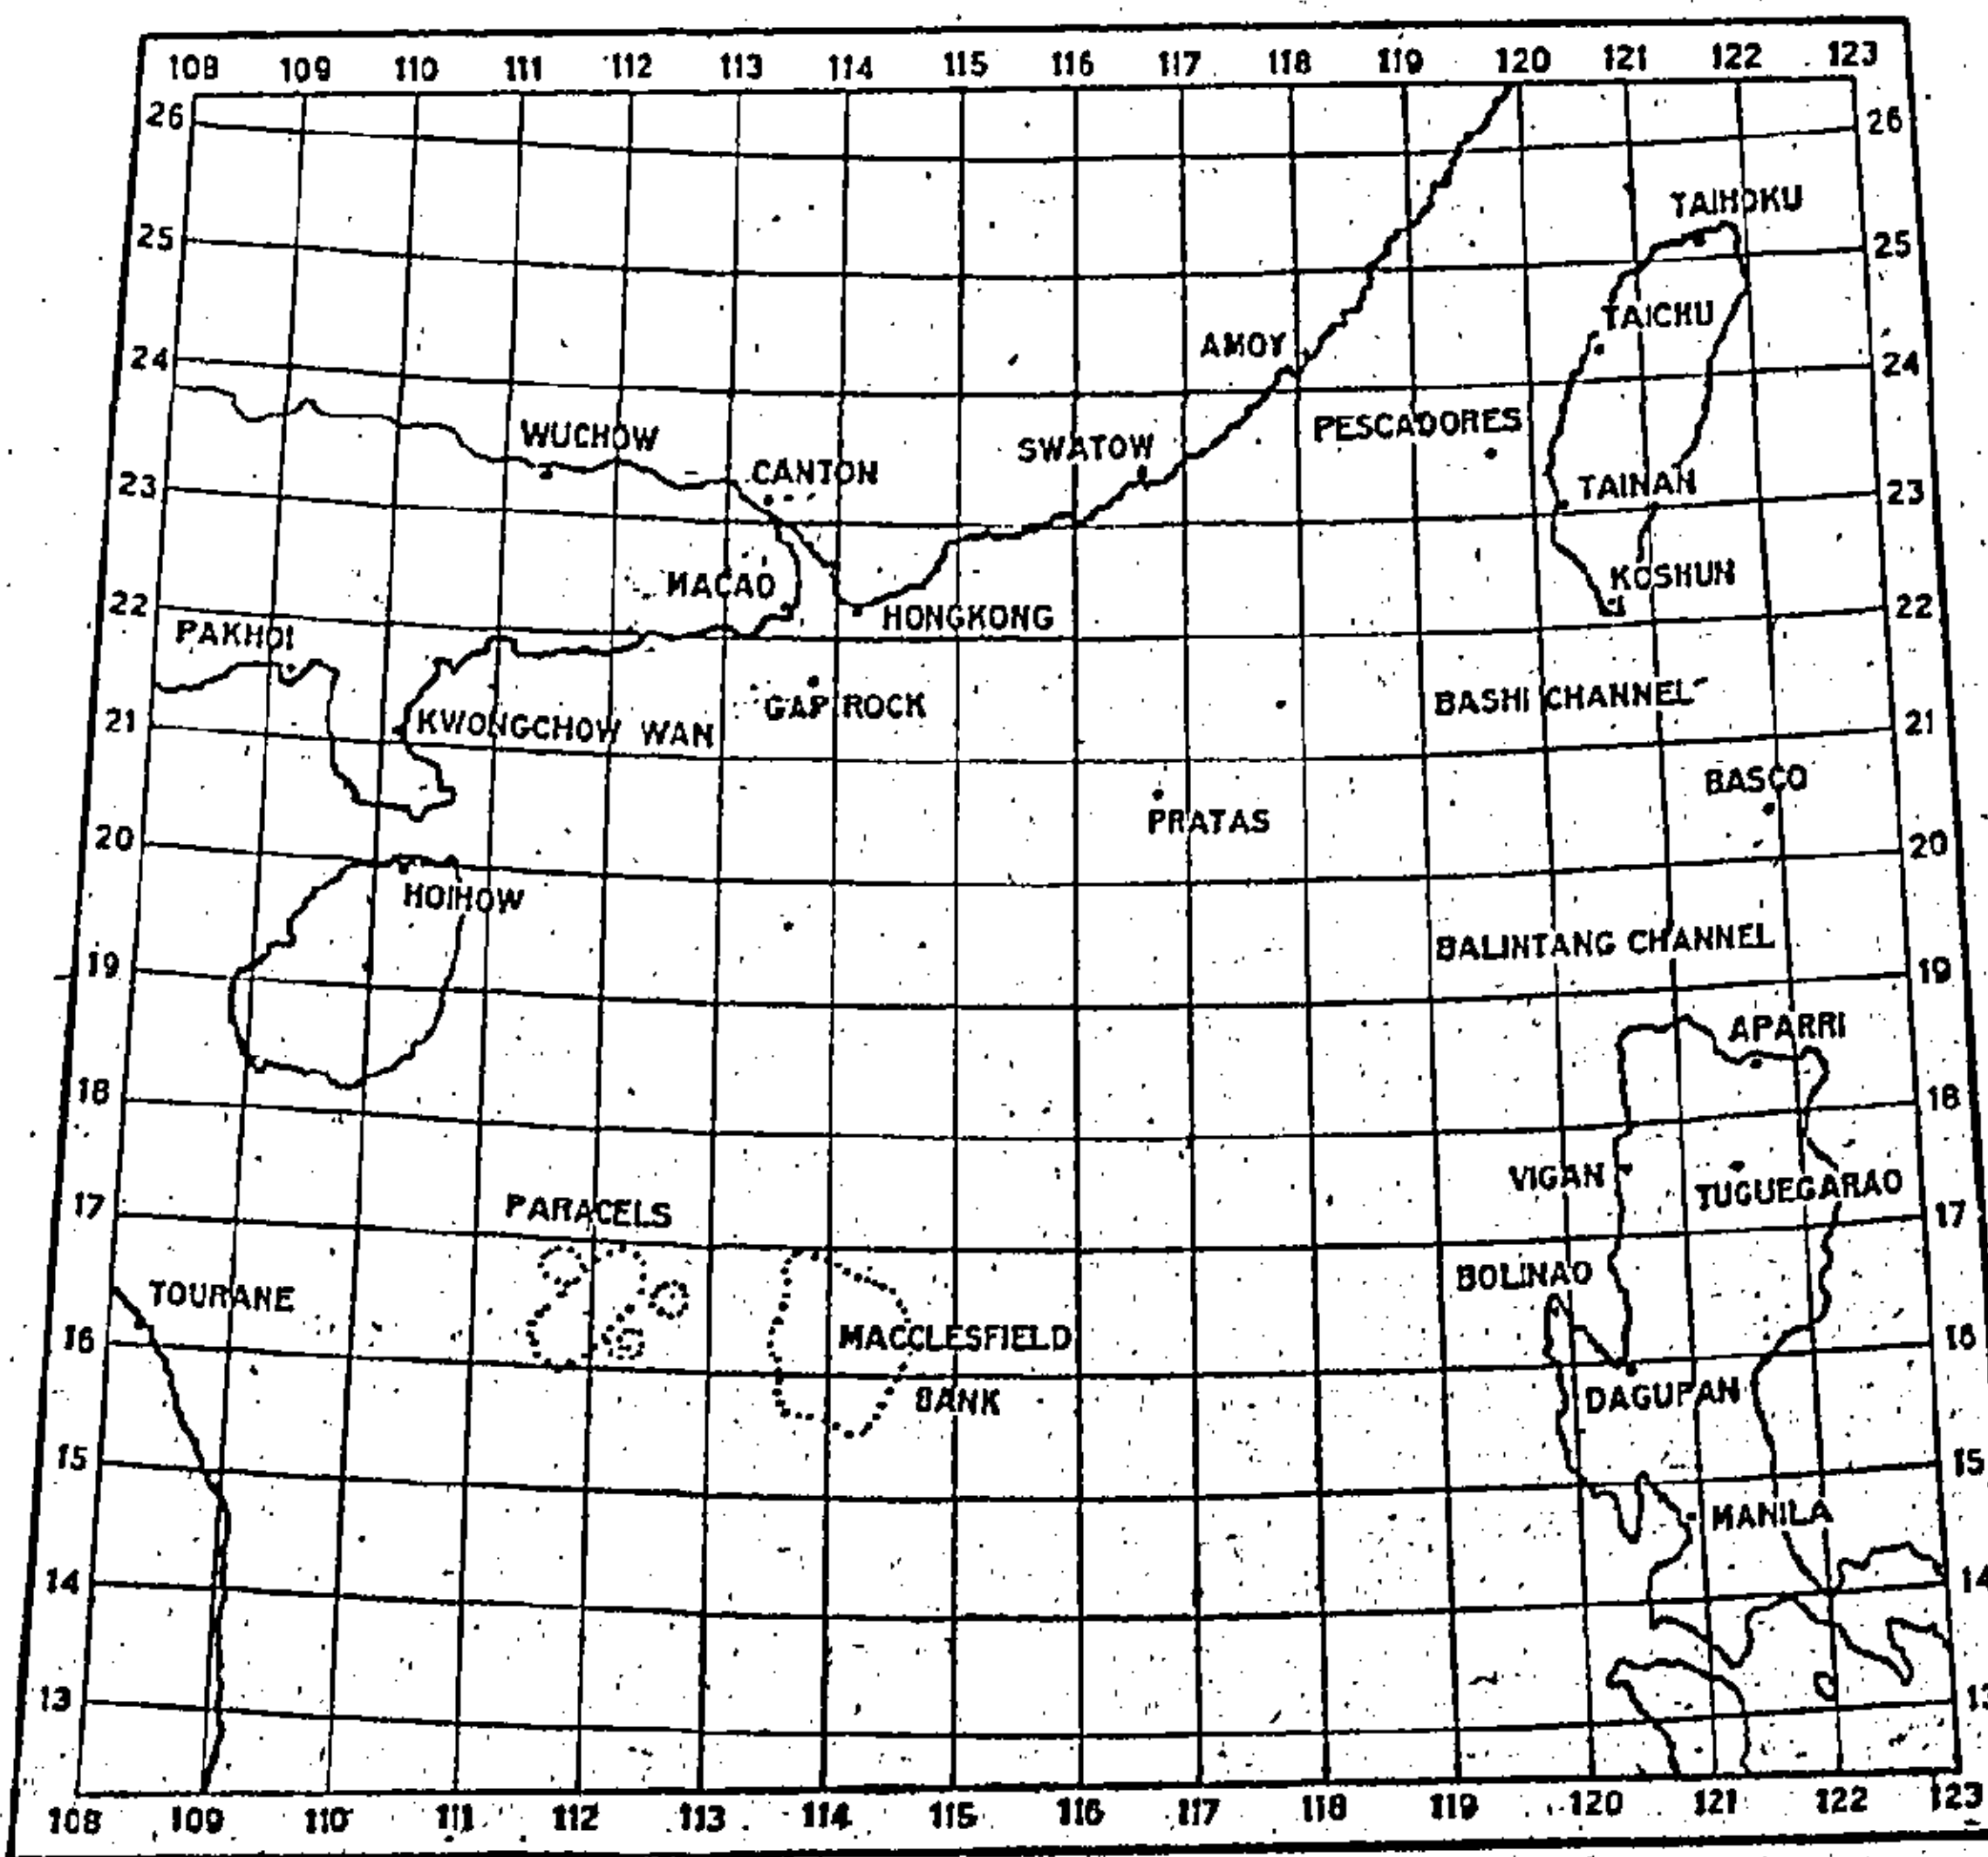 108 109 110 111 112 113 114 115 116 117 118 119 120 121 122 123
26 26
TAIHOKU
25 25
TAICHU
AMOY
24 24
PESCADORES
WUCHOW SWATOW
CANTON
TAINAN
23 23
KOSHUN
MACAO
22 HONGKONG 22
PAKHOI
BASHI CHANNEL
GAP ROCK
21 KWONGCHOW WAN 21
BASCO
PRATAS
20 20
HOIHOW
BALINTANG CHANNEL
19 19
APARRI
18 18
VIGAN
TUGUEGARAO
17 PARACELS 17
BOLINAO
TOURANE
16 MACCLESFIELD 16
BANK
DAGUPAN
15 15
MANILA
14 14
13 13
108 109 110 111 112 113 114 115 116 117 118 119 120 121 122 123